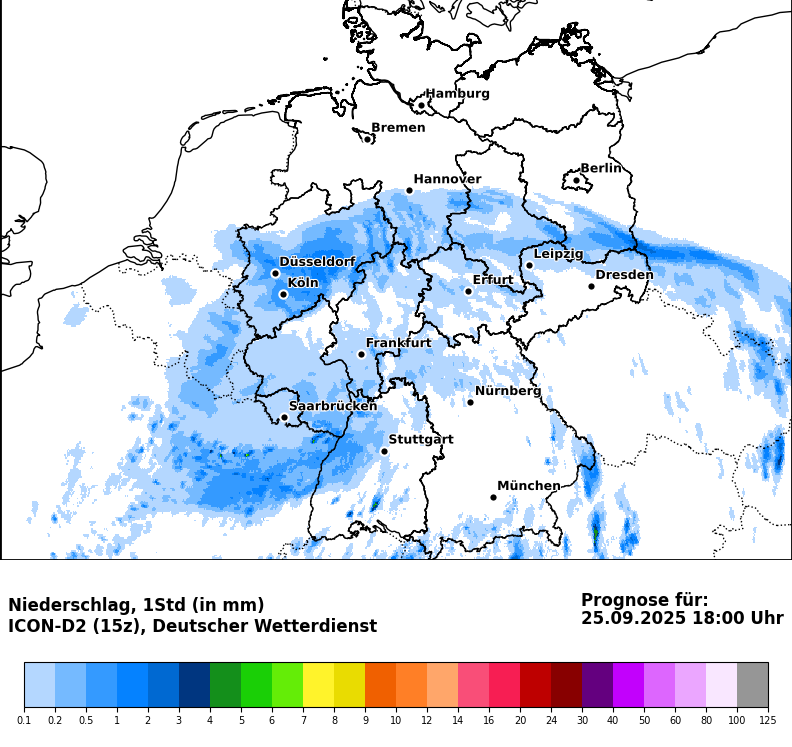 Hamburg
Bremen
Berlin
Hannover
Düsseldorf
Leipzig
Köln
Erfurt
Dresden
Frankfurt
Nürnberg
Saarbrücken
Stuttgart
München
Niederschlag, 1Std (in mm)
ICON-D2 (15z), Deutscher Wetterdienst
Prognose für:
25.09.2025 18:00 Uhr
0.1 0.2 0.5 1 2 3 4 5 6 7 8 9 10 12 14 16 20 24 30 40 50 60 80 100 125